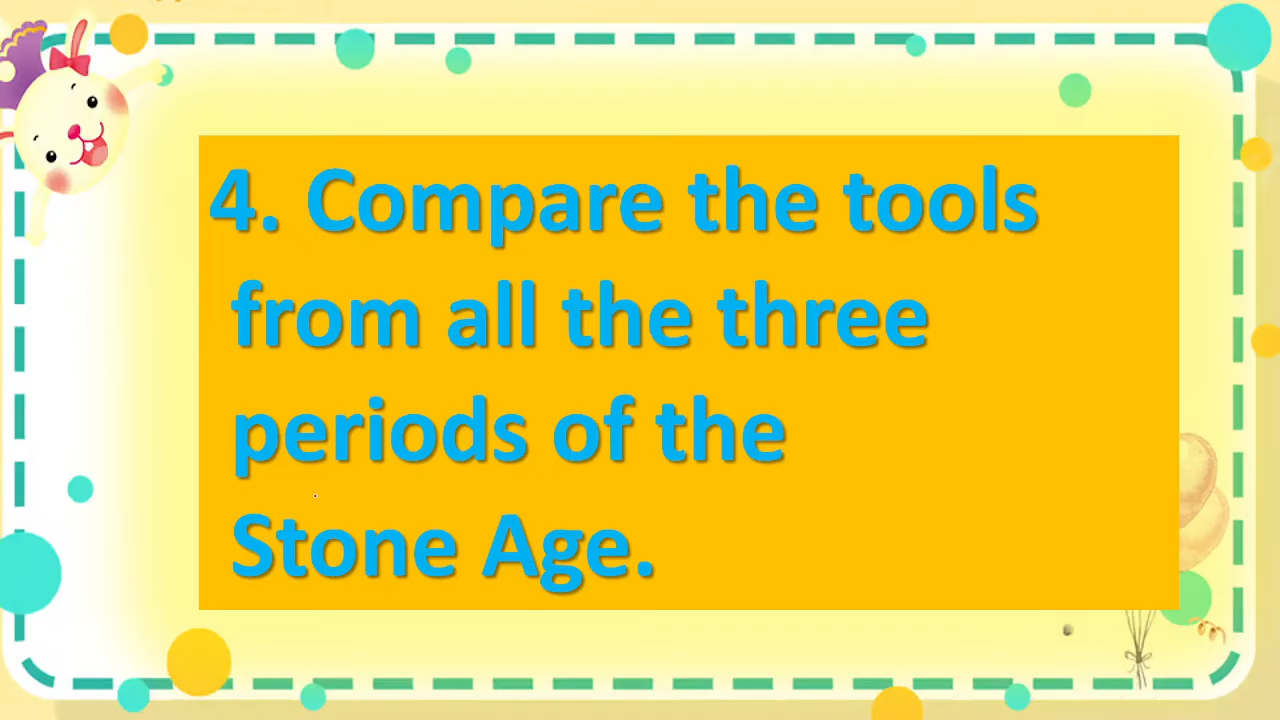 4. Compare the tools
from all the three
periods of the
Stone Age.